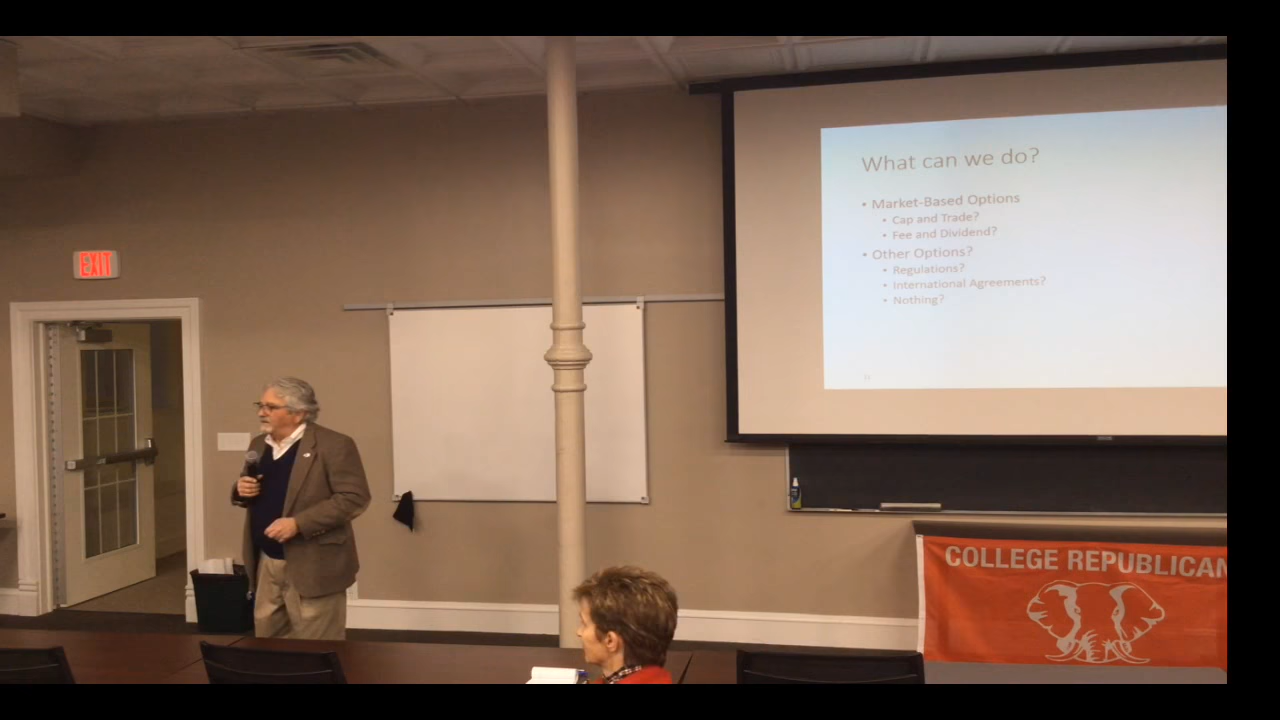 EXIT
What can we do?
• Market-Based Options
• Cap and Trade?
• Fee and Dividend?
• Other Options?
• Regulations?
• International Agreements?
• Nothing?
COLLEGE REPUBLICAN